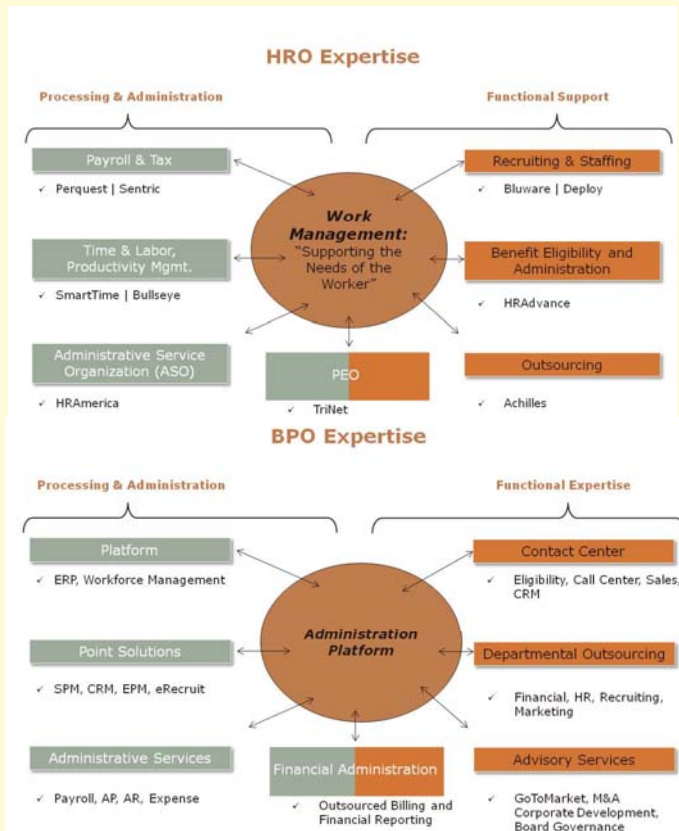 HRO Expertise
Processing & Administration
Functional Support
Payroll & Tax
✓ Perquest | Sentric
Time & Labor,
Productivity Mgmt.
✓ SmartTime | Bullseye
Administrative Service
Organization (ASO)
✓ HRAmerica
Work
Management:
“Supporting the
Needs of the
Worker”
PEO
✓ TriNet
Recruiting & Staffing
✓ Bluware | Deploy
Benefit Eligibility and
Administration
✓ HRAdvance
Outsourcing
✓ Achilles
BPO Expertise
Processing & Administration
Functional Expertise
Platform
✓ ERP, Workforce Management
Point Solutions
✓ SPM, CRM, EPM, eRecruit
Administrative Services
✓ Payroll, AP, AR, Expense
Administration
Platform
Financial Administration
✓ Outsourced Billing and
Financial Reporting
Contact Center
✓ Eligibility, Call Center, Sales,
CRM
Departmental Outsourcing
✓ Financial, HR, Recruiting,
Marketing
Advisory Services
✓ GoToMarket, M&A
Corporate Development,
Board Governance